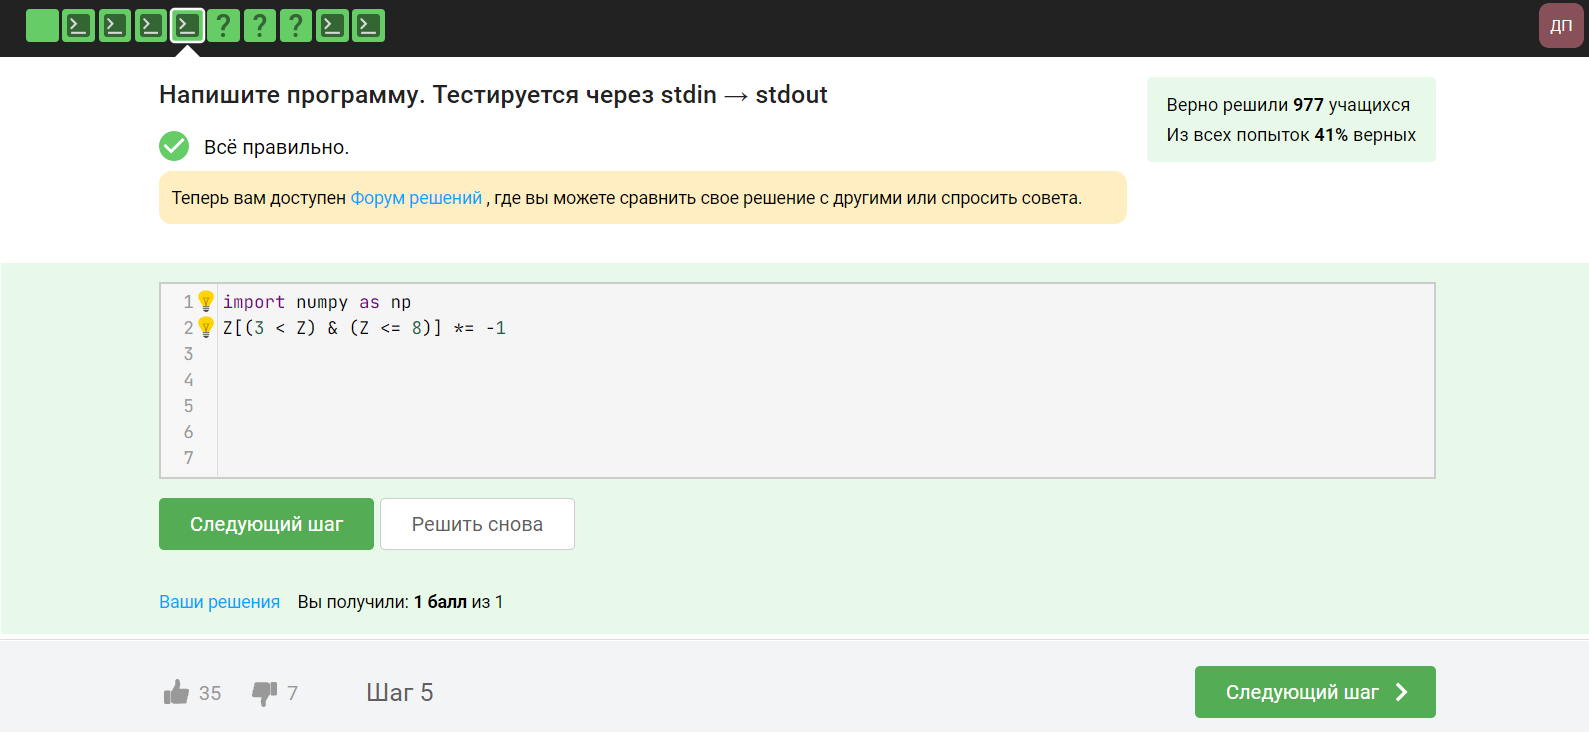 ДП
Напишите программу. Тестируется через stdin → stdout
Верно решили 977 учащихся
Из всех попыток 41% верных
Всё правильно.
Теперь вам доступен Форум решений , где вы можете сравнить свое решение с другими или спросить совета.
1 import numpy as np
2 Z[(3 < Z) & (Z <= 8)] *= -1
3
4
5
6
7
Следующий шаг Решить снова
Ваши решения Вы получили: 1 балл из 1
35 7 Шаг 5 Следующий шаг